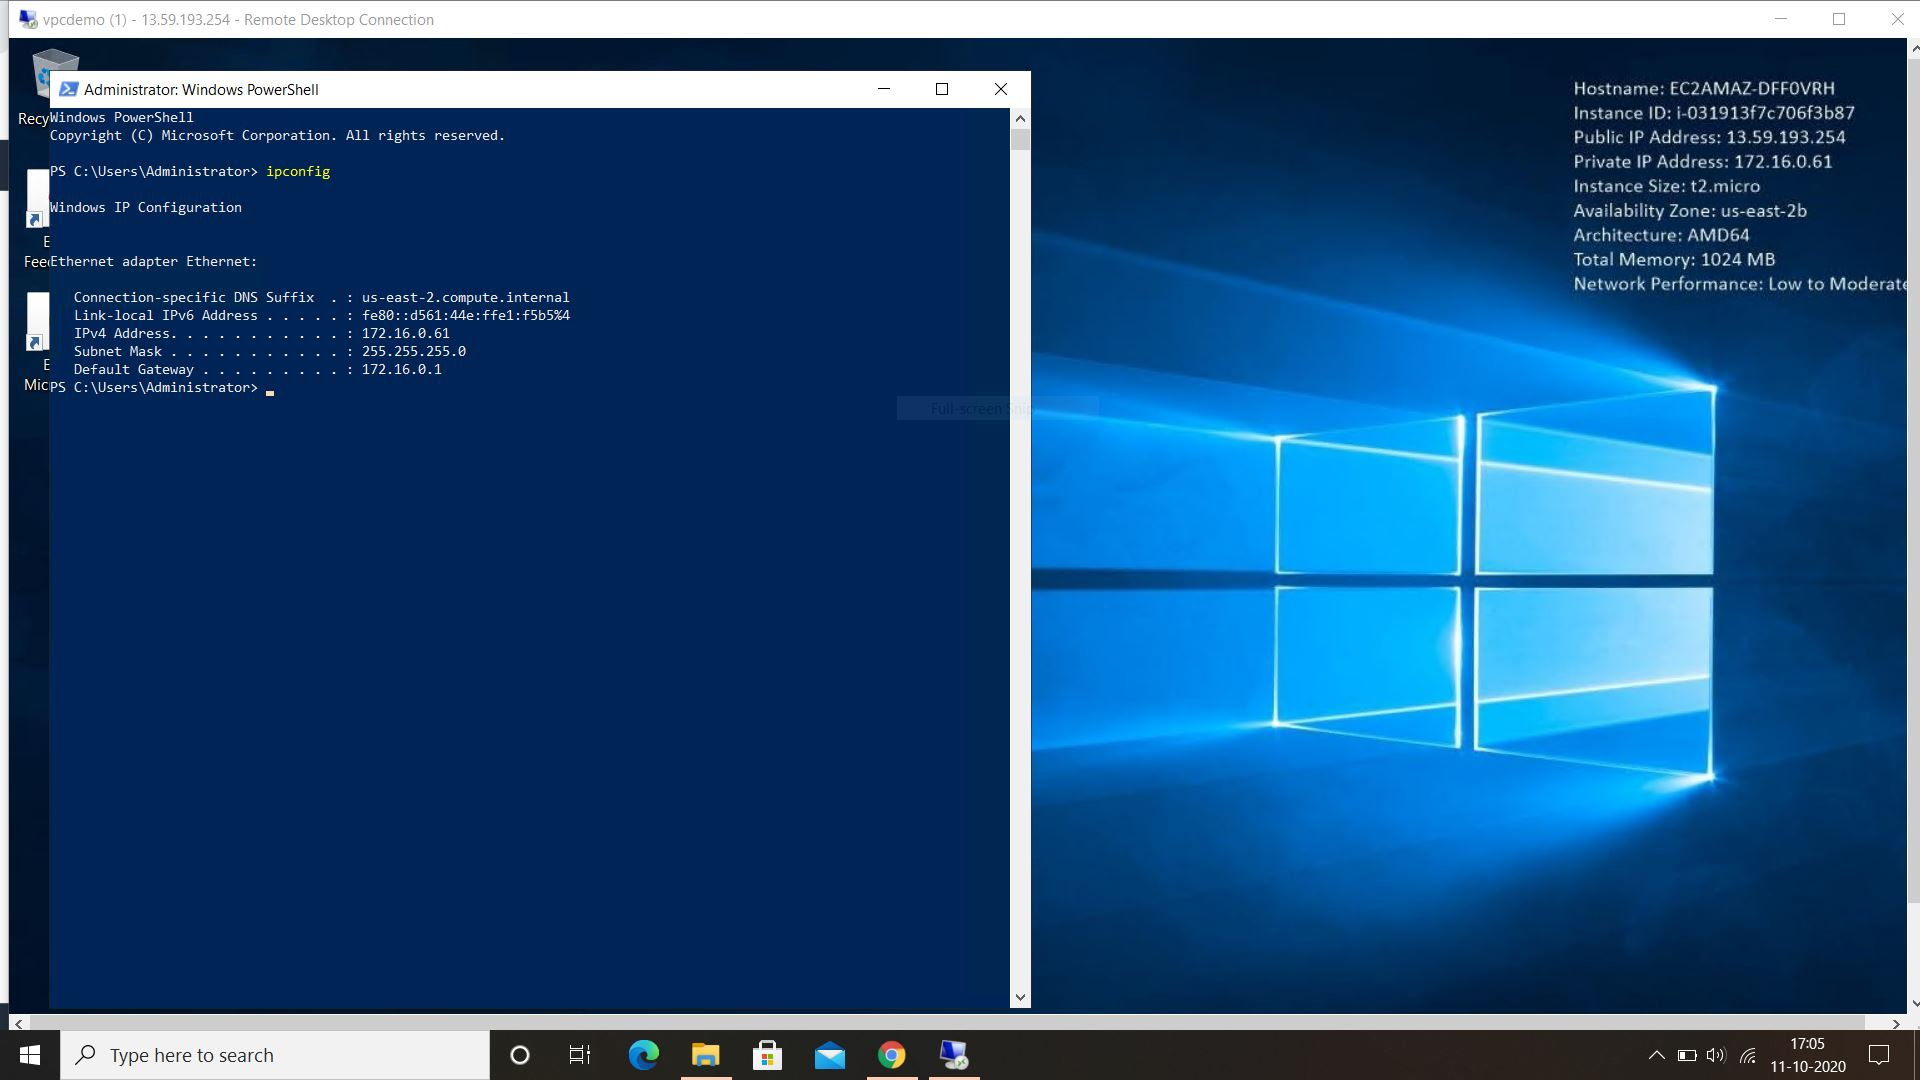 vpcdemo (1) - 13.59.193.254 - Remote Desktop Connection
Administrator: Windows PowerShell
Windows PowerShell
Copyright (C) Microsoft Corporation. All rights reserved.
PS C:\Users\Administrator> ipconfig
Windows IP Configuration
Ethernet adapter Ethernet:
Connection-specific DNS Suffix  . : us-east-2.compute.internal
Link-local IPv6 Address . . . . . : fe80::d561:44e:ffe1:f5b5%4
IPv4 Address. . . . . . . . . . . : 172.16.0.61
Subnet Mask . . . . . . . . . . . : 255.255.255.0
Default Gateway . . . . . . . . . : 172.16.0.1
PS C:\Users\Administrator>
Recy
E
Fee
E
Mic
Full-screen Snip
Hostname: EC2AMAZ-DFF0VRH
Instance ID: i-031913f7c706f3b87
Public IP Address: 13.59.193.254
Private IP Address: 172.16.0.61
Instance Size: t2.micro
Availability Zone: us-east-2b
Architecture: AMD64
Total Memory: 1024 MB
Network Performance: Low to Moderate
Type here to search
17:05
11-10-2020